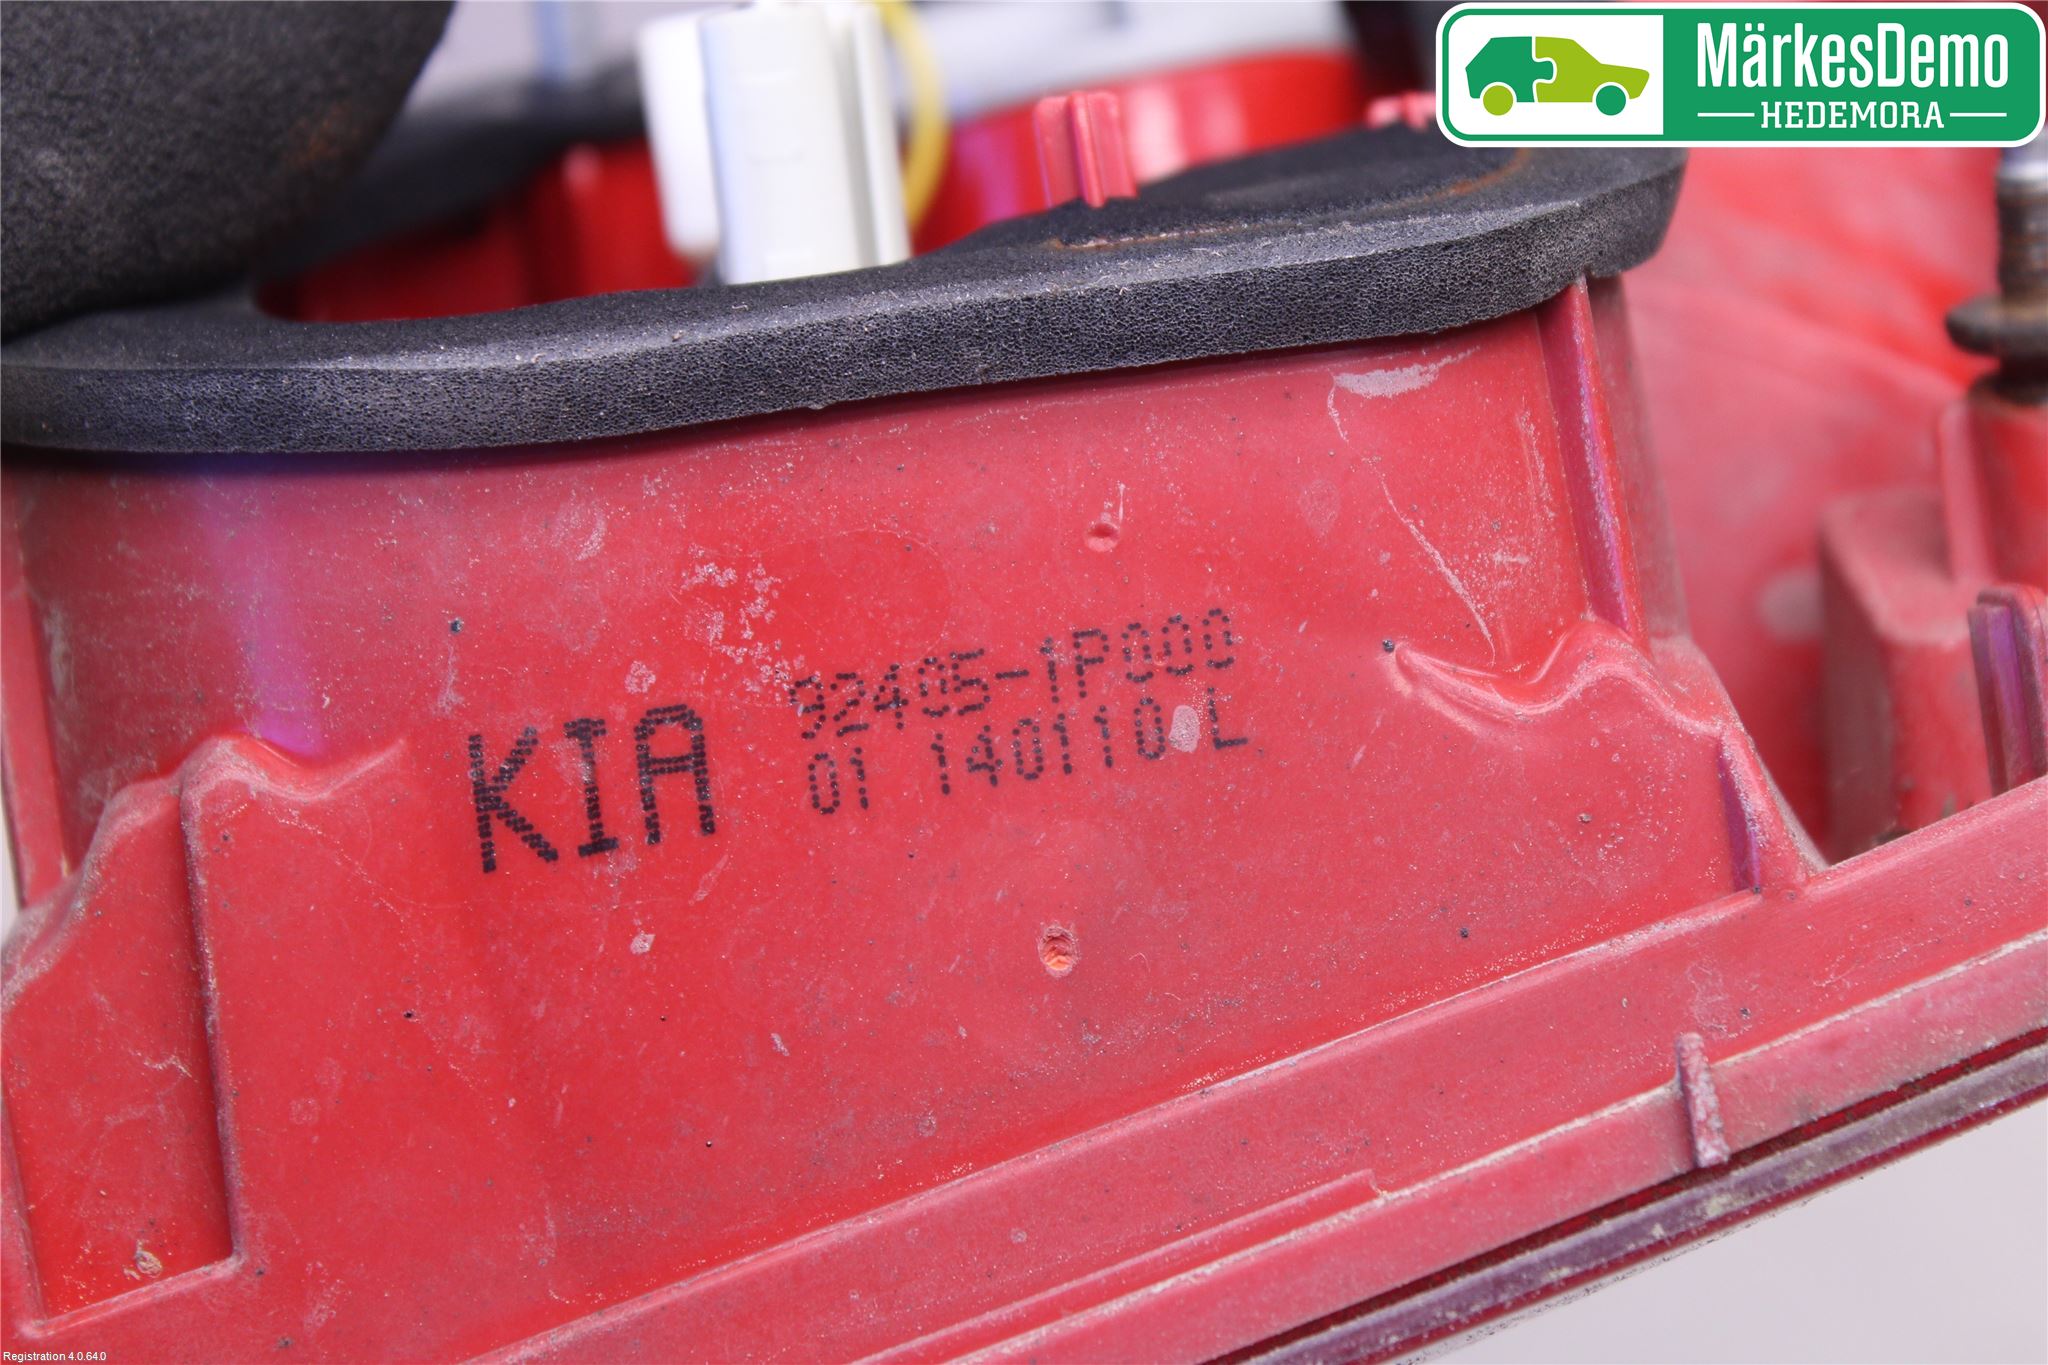 MärkesDemo
HEDEMORA
KIA
92405-1P000
01 140110 L
Registration 4.0.64.0